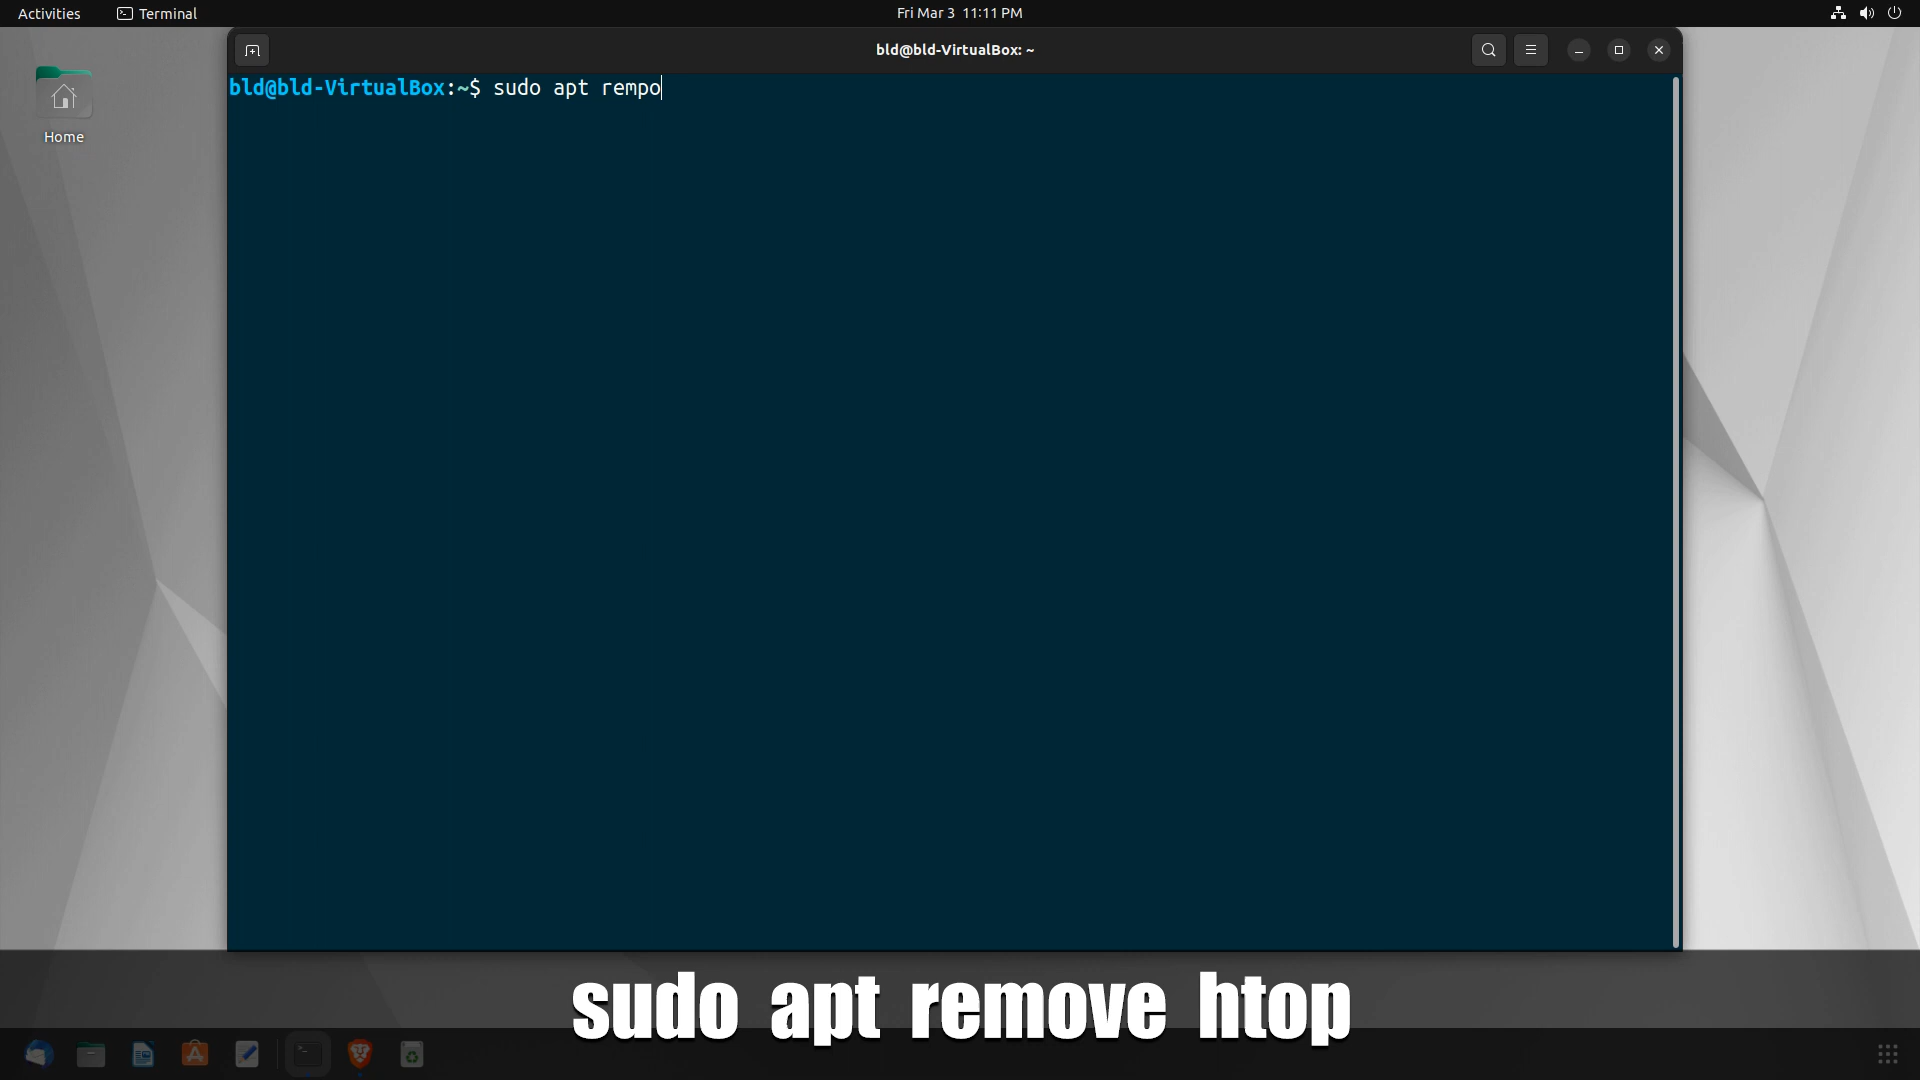 Activities
Terminal
Fri Mar 3 11:11 PM
bld@bld-VirtualBox: ~
bld@bld-VirtualBox:~$ sudo apt rempo
Home
sudo apt remove htop